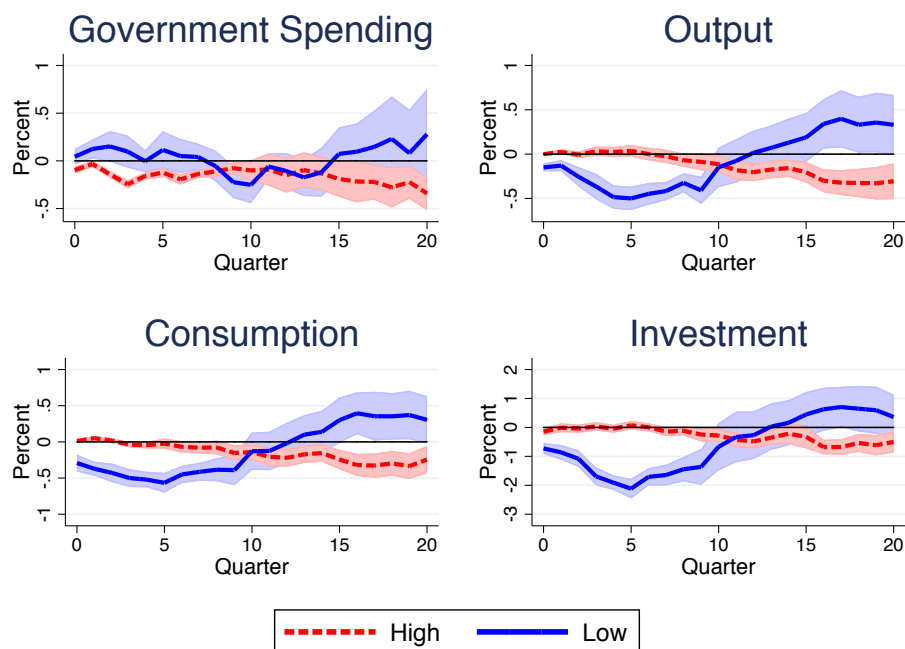 Government Spending
Percent
1
.5
0
-.5
0 5 10 15 20
Quarter
Output
Percent
1
.5
0
-.5
0 5 10 15 20
Quarter
Consumption
Percent
1
.5
0
-.5
-1
0 5 10 15 20
Quarter
Investment
Percent
2
1
0
-1
-2
-3
0 5 10 15 20
Quarter
High Low